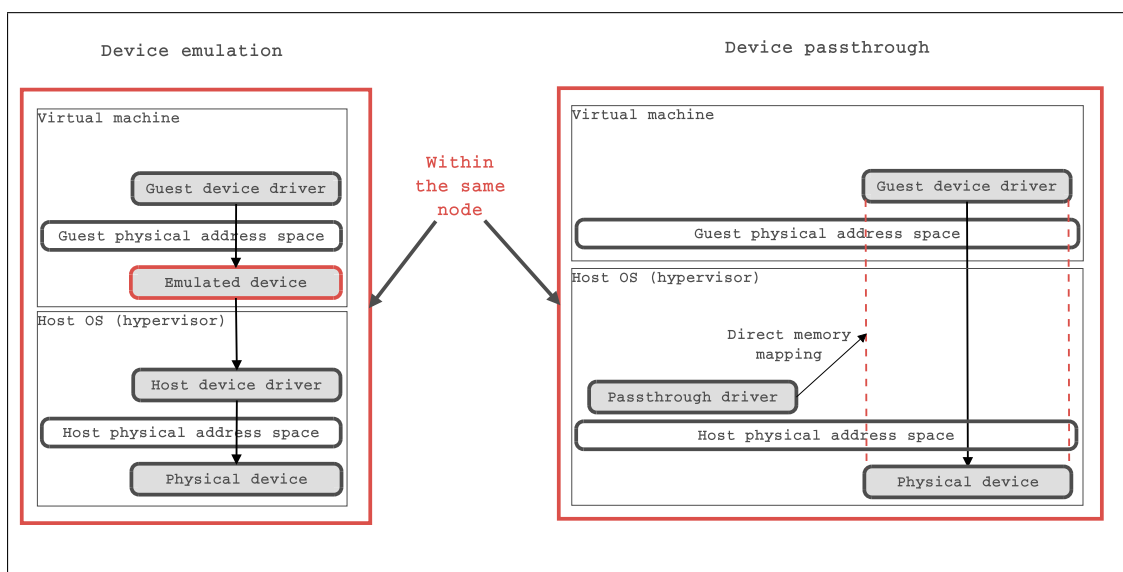 Device emulation
Device passthrough
Virtual machine
Guest device driver
Guest physical address space
Emulated device
Host OS (hypervisor)
Host device driver
Host physical address space
Physical device
Within
the same
node
Virtual machine
Guest device driver
Guest physical address space
Host OS (hypervisor)
Direct memory
mapping
Passthrough driver
Host physical address space
Physical device